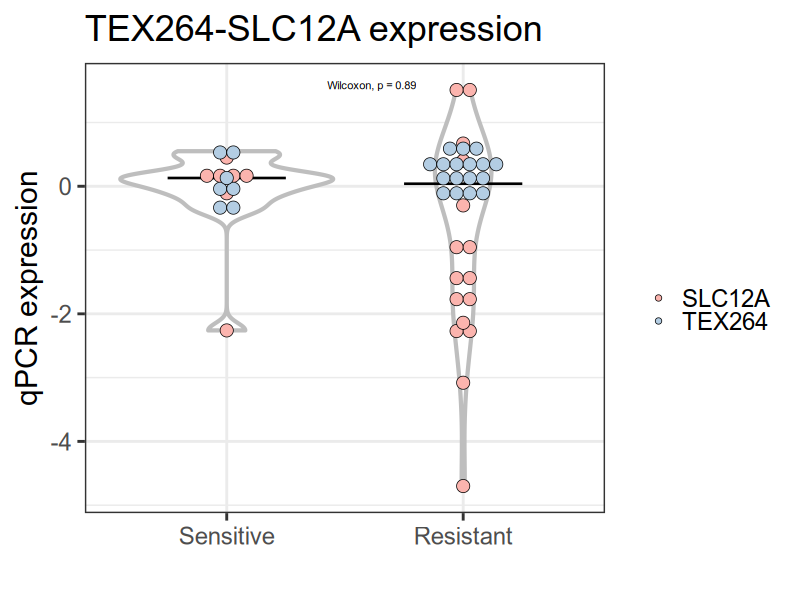 TEX264-SLC12A expression
Wilcoxon, p = 0.89
qPCR expression
0
-2
-4
Sensitive
Resistant
SLC12A
TEX264